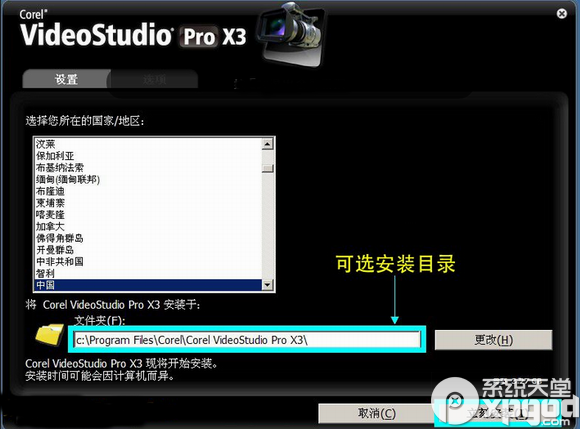 Corel®
VideoStudio® Pro X3
设置
选项
选择您所在的国家/地区:
汶莱
保加利亚
布基纳法索
缅甸(缅甸联邦)
布隆迪
柬埔寨
喀麦隆
加拿大
佛得角群岛
开曼群岛
中非共和国
智利
中国
可选安装目录
将 Corel VideoStudio Pro X3 安装于:
文件夹(F):
c:\Program Files\Corel\Corel VideoStudio Pro X3\
更改(H)
Corel VideoStudio Pro X3 现将开始安装。
安装时间可能会因计算机而异。
系统天堂
取消(C)